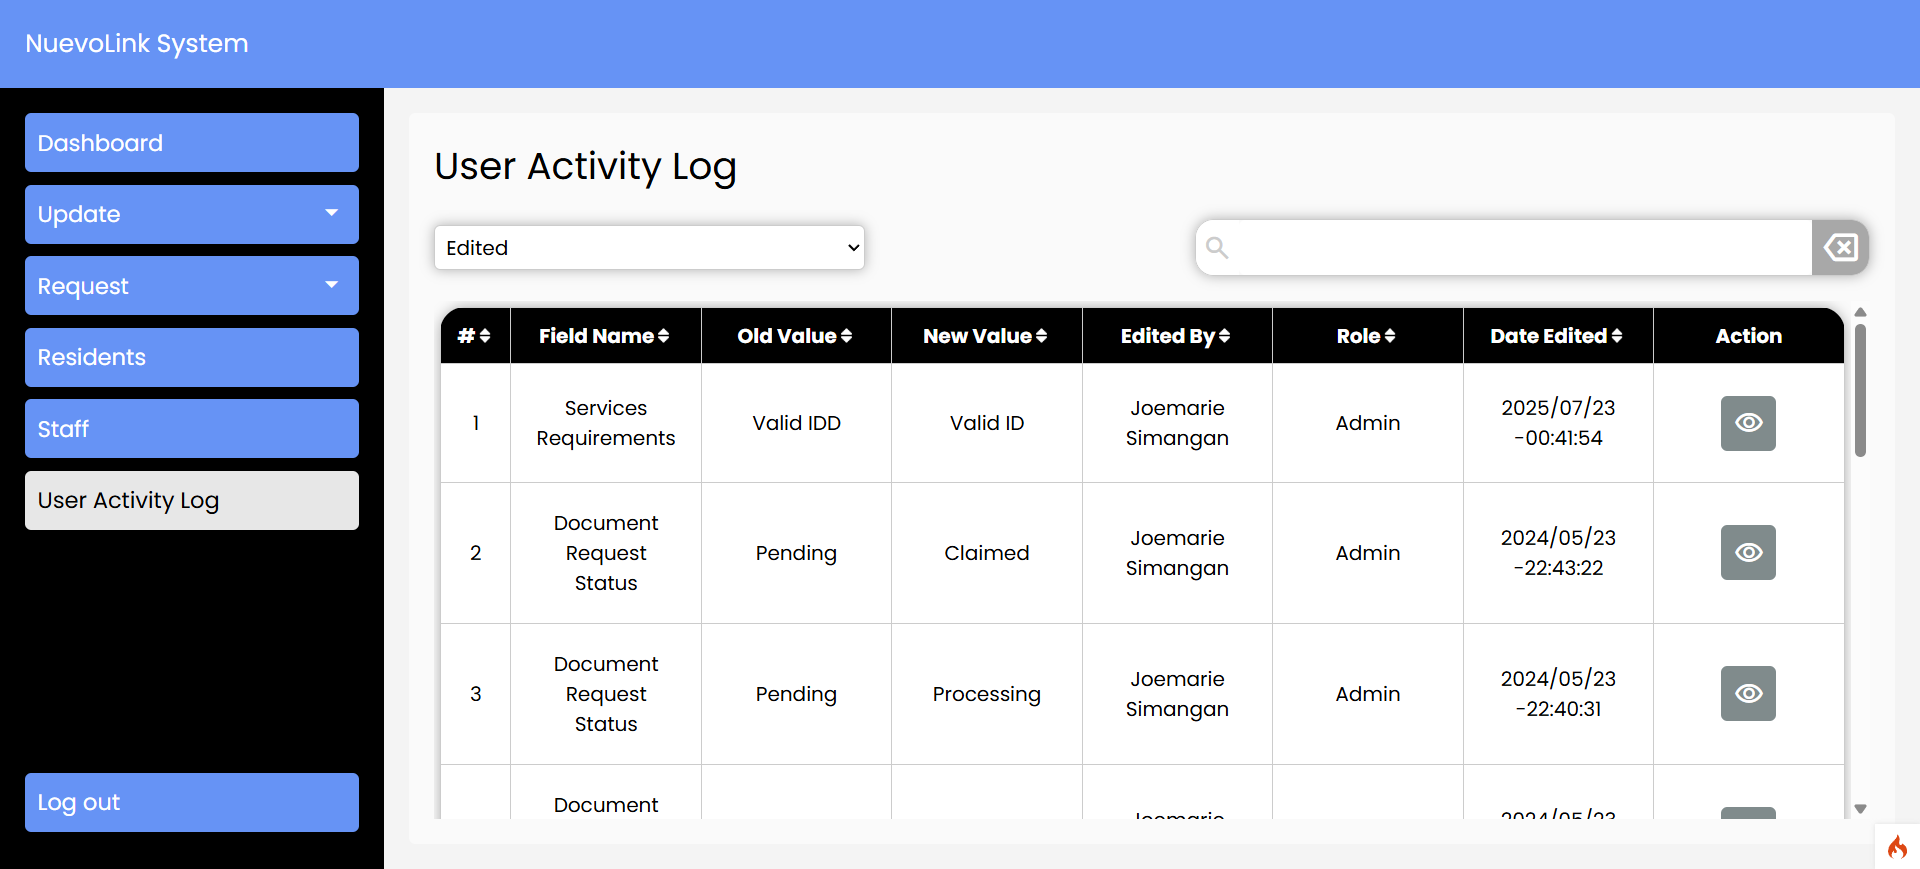 NuevoLink System
Dashboard
Update
Request
Residents
Staff
User Activity Log
Log out
User Activity Log
Edited
# Field Name Old Value New Value Edited By Role Date Edited Action
1 Services Requirements Valid IDD Valid ID Joemarie Simangan Admin 2025/07/23 -00:41:54
2 Document Request Status Pending Claimed Joemarie Simangan Admin 2024/05/23 -22:43:22
3 Document Request Status Pending Processing Joemarie Simangan Admin 2024/05/23 -22:40:31
Document